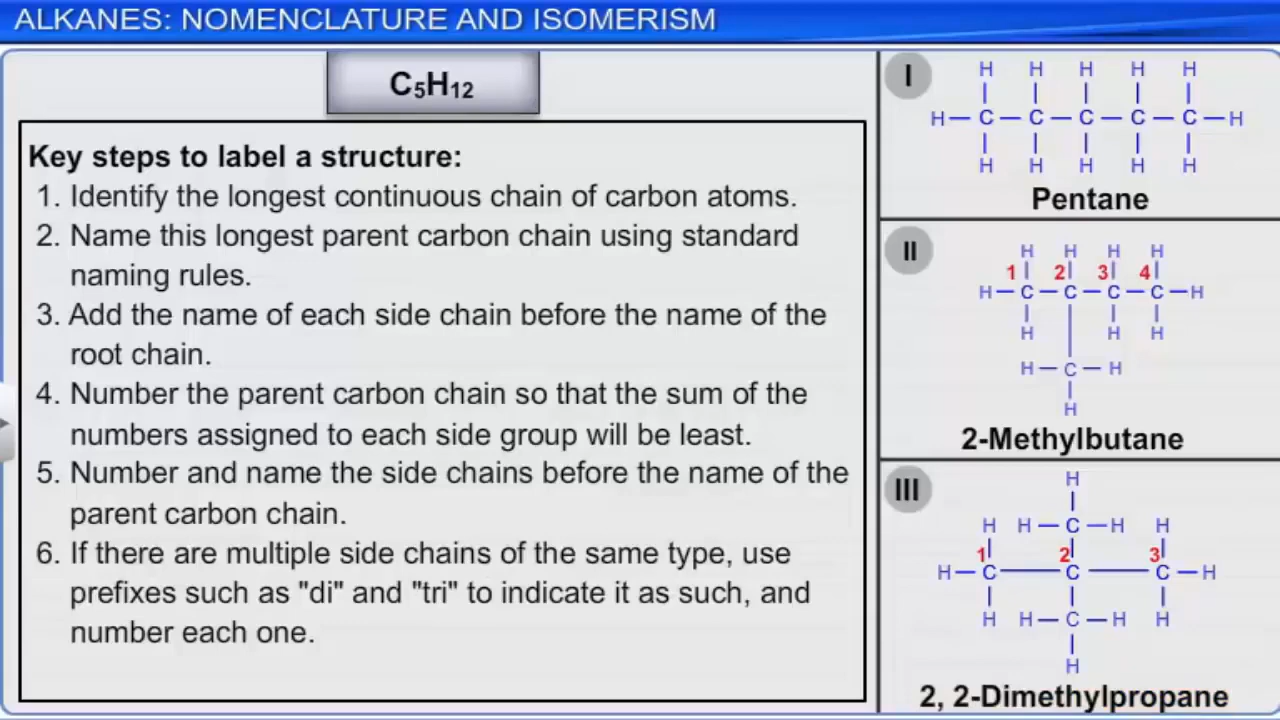 ALKANES: NOMENCLATURE AND ISOMERISM
C₅H₁₂
Key steps to label a structure:
1. Identify the longest continuous chain of carbon atoms.
2. Name this longest parent carbon chain using standard
naming rules.
3. Add the name of each side chain before the name of the
root chain.
4. Number the parent carbon chain so that the sum of the
numbers assigned to each side group will be least.
5. Number and name the side chains before the name of the
parent carbon chain.
6. If there are multiple side chains of the same type, use
prefixes such as "di" and "tri" to indicate it as such, and
number each one.
I
H H H H H
H—C—C—C—C—C—H
H H H H H
Pentane
II
H H H H
1 2 3 4
H—C—C—C—C—H
H H H
H—C—H
H
2-Methylbutane
III
H
H H—C—H H
1 2 3
H—C—C—C—H
H H—C—H H
H
2, 2-Dimethylpropane